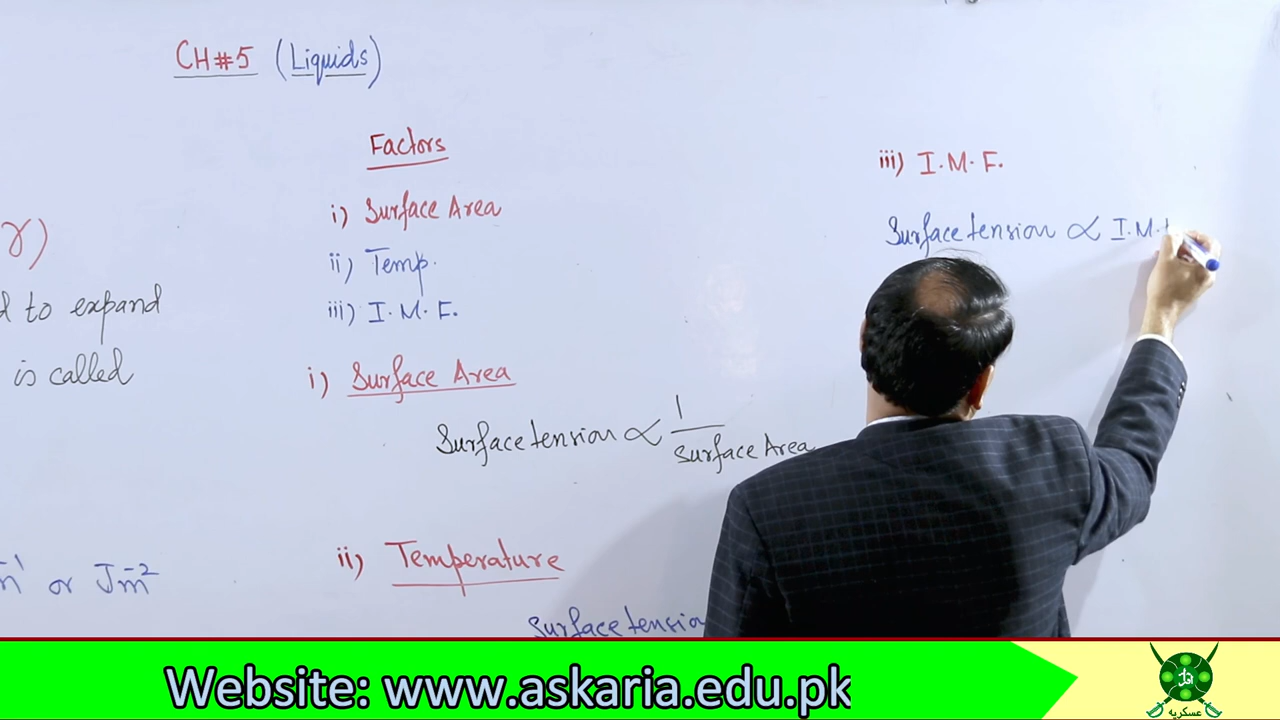 CH#5 (Liquids)
γ)
d to expand
is called
m⁻¹ or Jm⁻²
Factors
i) Surface Area
ii) Temp.
iii) I.M.F.
i) Surface Area
Surface tension ∝ 1/Surface Area
ii) Temperature
Surface tension
iii) I.M.F.
Surface tension ∝ I.M.
Website: www.askaria.edu.pk
عسکریہ